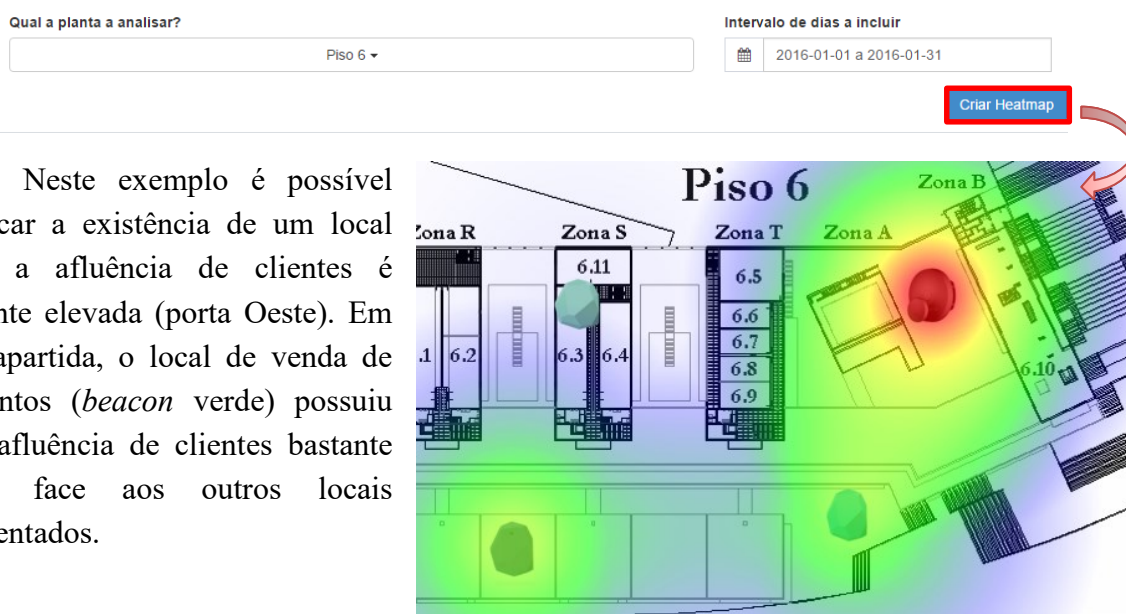 Qual a planta a analisar?
Intervalo de dias a incluir
Piso 6
2016-01-01 a 2016-01-31
Criar Heatmap
Neste exemplo é possível
car a existência de um local
a afluência de clientes é
nte elevada (porta Oeste). Em
apartida, o local de venda de
ntos (beacon verde) possuiu
afluência de clientes bastante
face aos outros locais
entados.
Piso 6
Zona B
Zona R
Zona S
Zona T
Zona A
6.11
6.5
6.6
.1
6.2
6.3
6.4
6.7
6.8
6.10
6.9